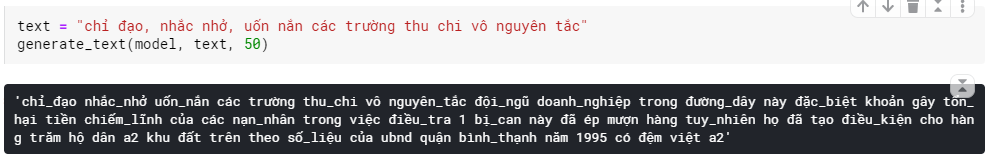 text = "chỉ đạo, nhắc nhở, uốn nắn các trường thu chi vô nguyên tắc"
generate_text(model, text, 50)
'chỉ_đạo nhắc_nhở uốn_nắn các trường thu_chi vô nguyên_tắc đội_ngũ doanh_nghiệp trong đường_dây này đặc_biệt khoản gây tổn_
hại tiền chiếm_lĩnh của các nạn_nhân trong việc điều_tra 1 bị_can này đã ép mượn hàng tuy_nhiên họ đã tạo điều_kiện cho hàn
g trăm hộ dân a2 khu đất trên theo số_liệu của ubnd quận bình_thạnh năm 1995 có đệm việt a2'